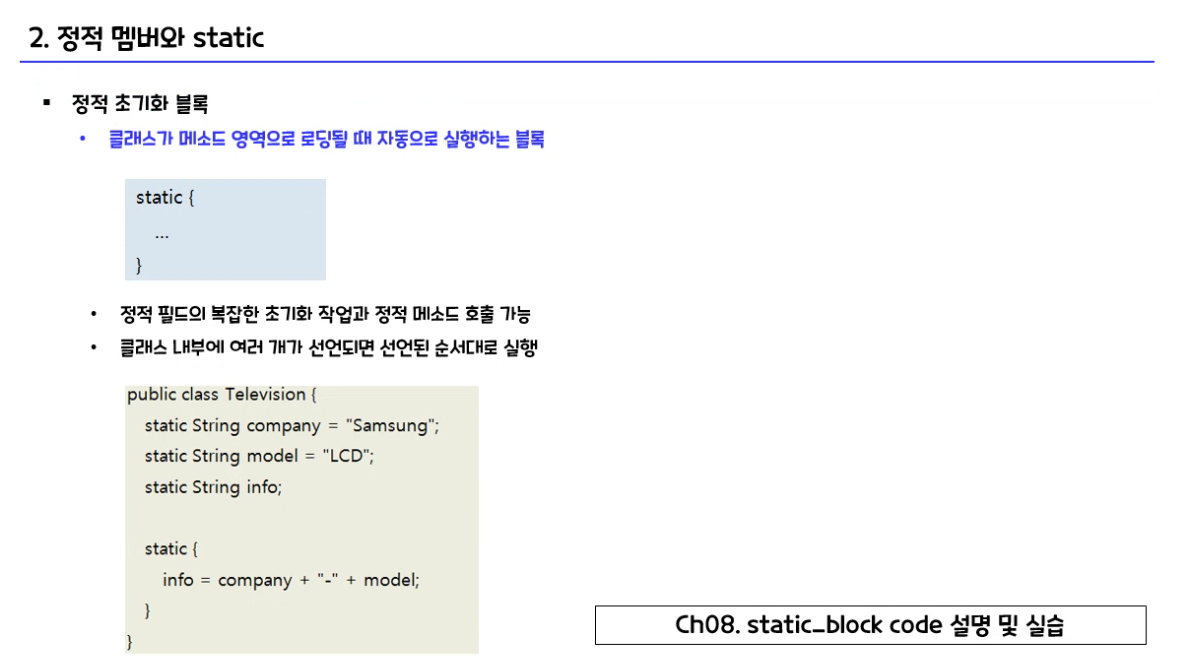 2. 정적 멤버와 static
▪ 정적 초기화 블록
• 클래스가 메소드 영역으로 로딩될 때 자동으로 실행하는 블록
static {
...
}
• 정적 필드의 복잡한 초기화 작업과 정적 메소드 호출 가능
• 클래스 내부에 여러 개가 선언되면 선언된 순서대로 실행
public class Television {
static String company = "Samsung";
static String model = "LCD";
static String info;
static {
info = company + "-" + model;
}
}
Ch08. static_block code 설명 및 실습